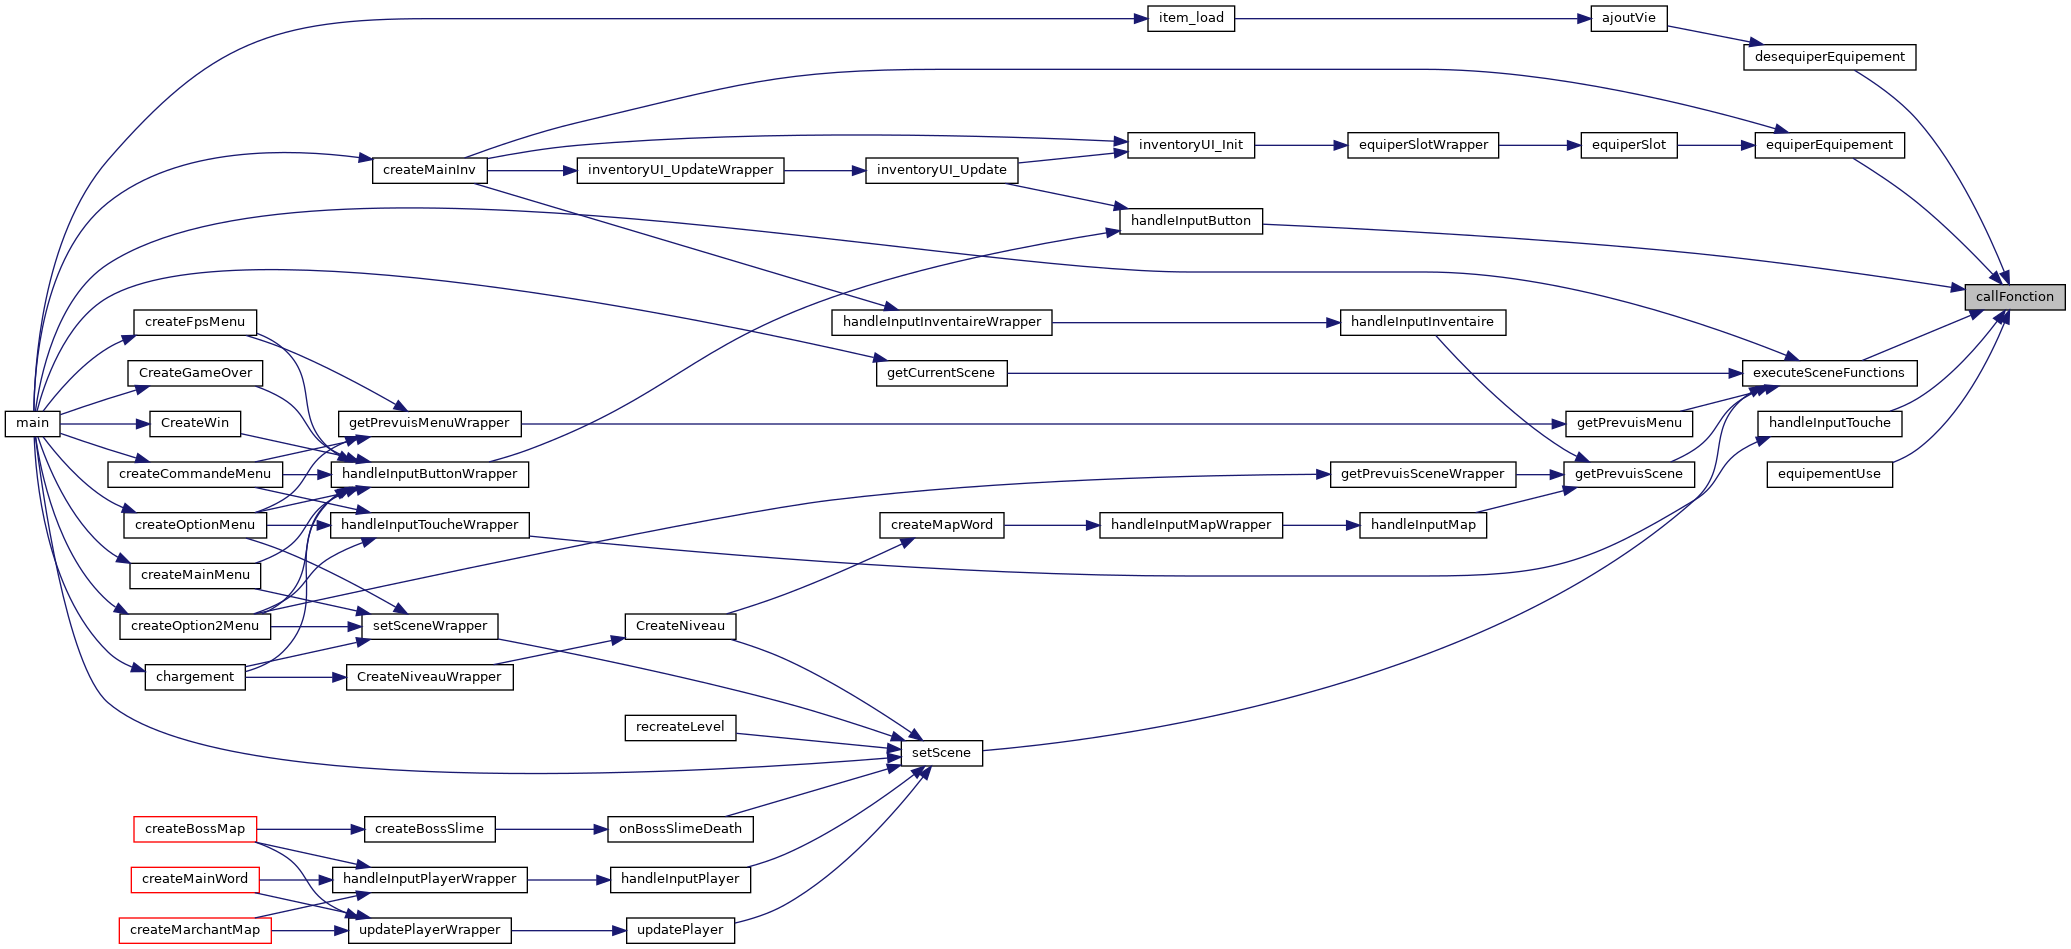 item_load
ajoutVie
desequiperEquipement
inventoryUI_Init
equiperSlotWrapper
equiperSlot
equiperEquipement
createMainInv
inventoryUI_UpdateWrapper
inventoryUI_Update
handleInputButton
callFonction
createFpsMenu
handleInputInventaireWrapper
handleInputInventaire
CreateGameOver
getCurrentScene
executeSceneFunctions
main
CreateWin
getPrevuisMenuWrapper
getPrevuisMenu
handleInputTouche
createCommandeMenu
handleInputButtonWrapper
getPrevuisSceneWrapper
getPrevuisScene
equipementUse
createOptionMenu
handleInputToucheWrapper
createMapWord
handleInputMapWrapper
handleInputMap
createMainMenu
createOption2Menu
setSceneWrapper
CreateNiveau
chargement
CreateNiveauWrapper
recreateLevel
setScene
createBossMap
createBossSlime
onBossSlimeDeath
createMainWord
handleInputPlayerWrapper
handleInputPlayer
createMarchantMap
updatePlayerWrapper
updatePlayer